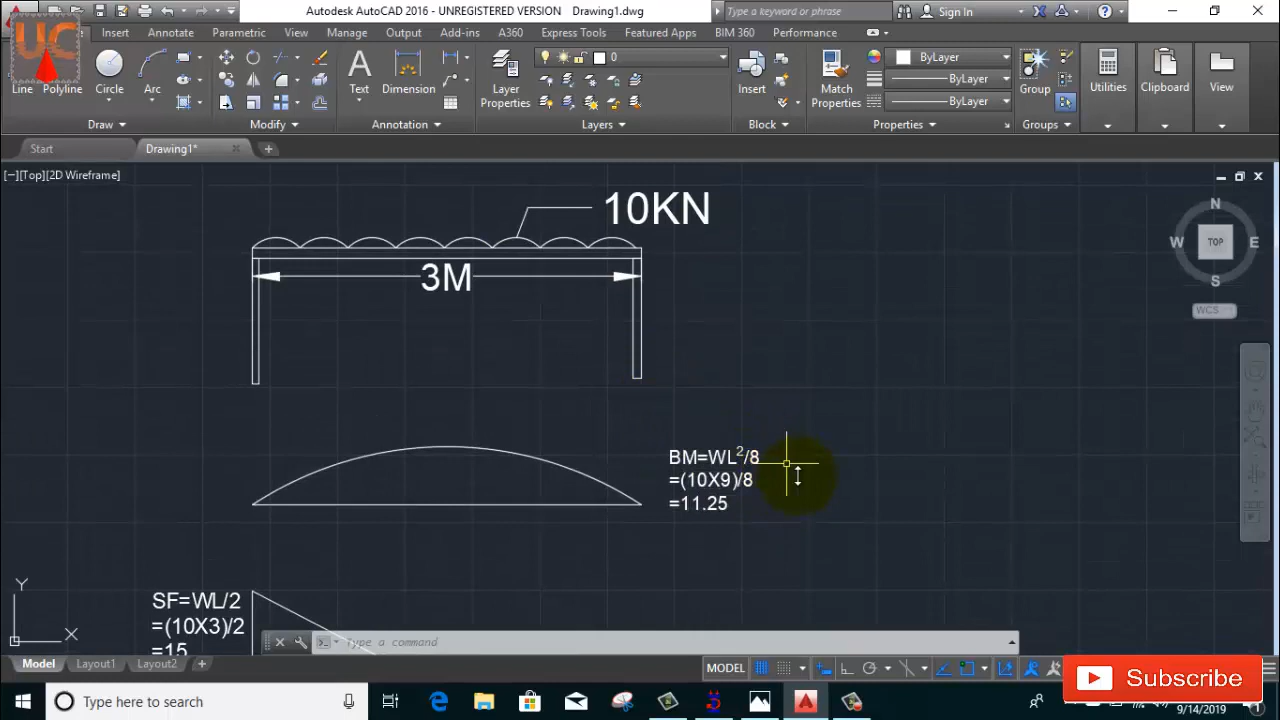 Autodesk AutoCAD 2016 - UNREGISTERED VERSION Drawing1.dwg
Type a keyword or phrase
Sign In
UC
Insert Annotate Parametric View Manage Output Add-ins A360 Express Tools Featured Apps BIM 360 Performance
Line Polyline Circle Arc
Text Dimension
Layer Properties
0
Insert
Match Properties
ByLayer
ByLayer
ByLayer
Group Utilities Clipboard View
Draw Modify Annotation Layers Block Properties Groups
Start Drawing1*
[−][Top][2D Wireframe]
N
W TOP E
S
WCS
10KN
3M
BM=WL²/8
=(10X9)/8
=11.25
SF=WL/2
=(10X3)/2
=15
Y
X
Type a command
Model Layout1 Layout2
MODEL
Subscribe
Type here to search
9/14/2019